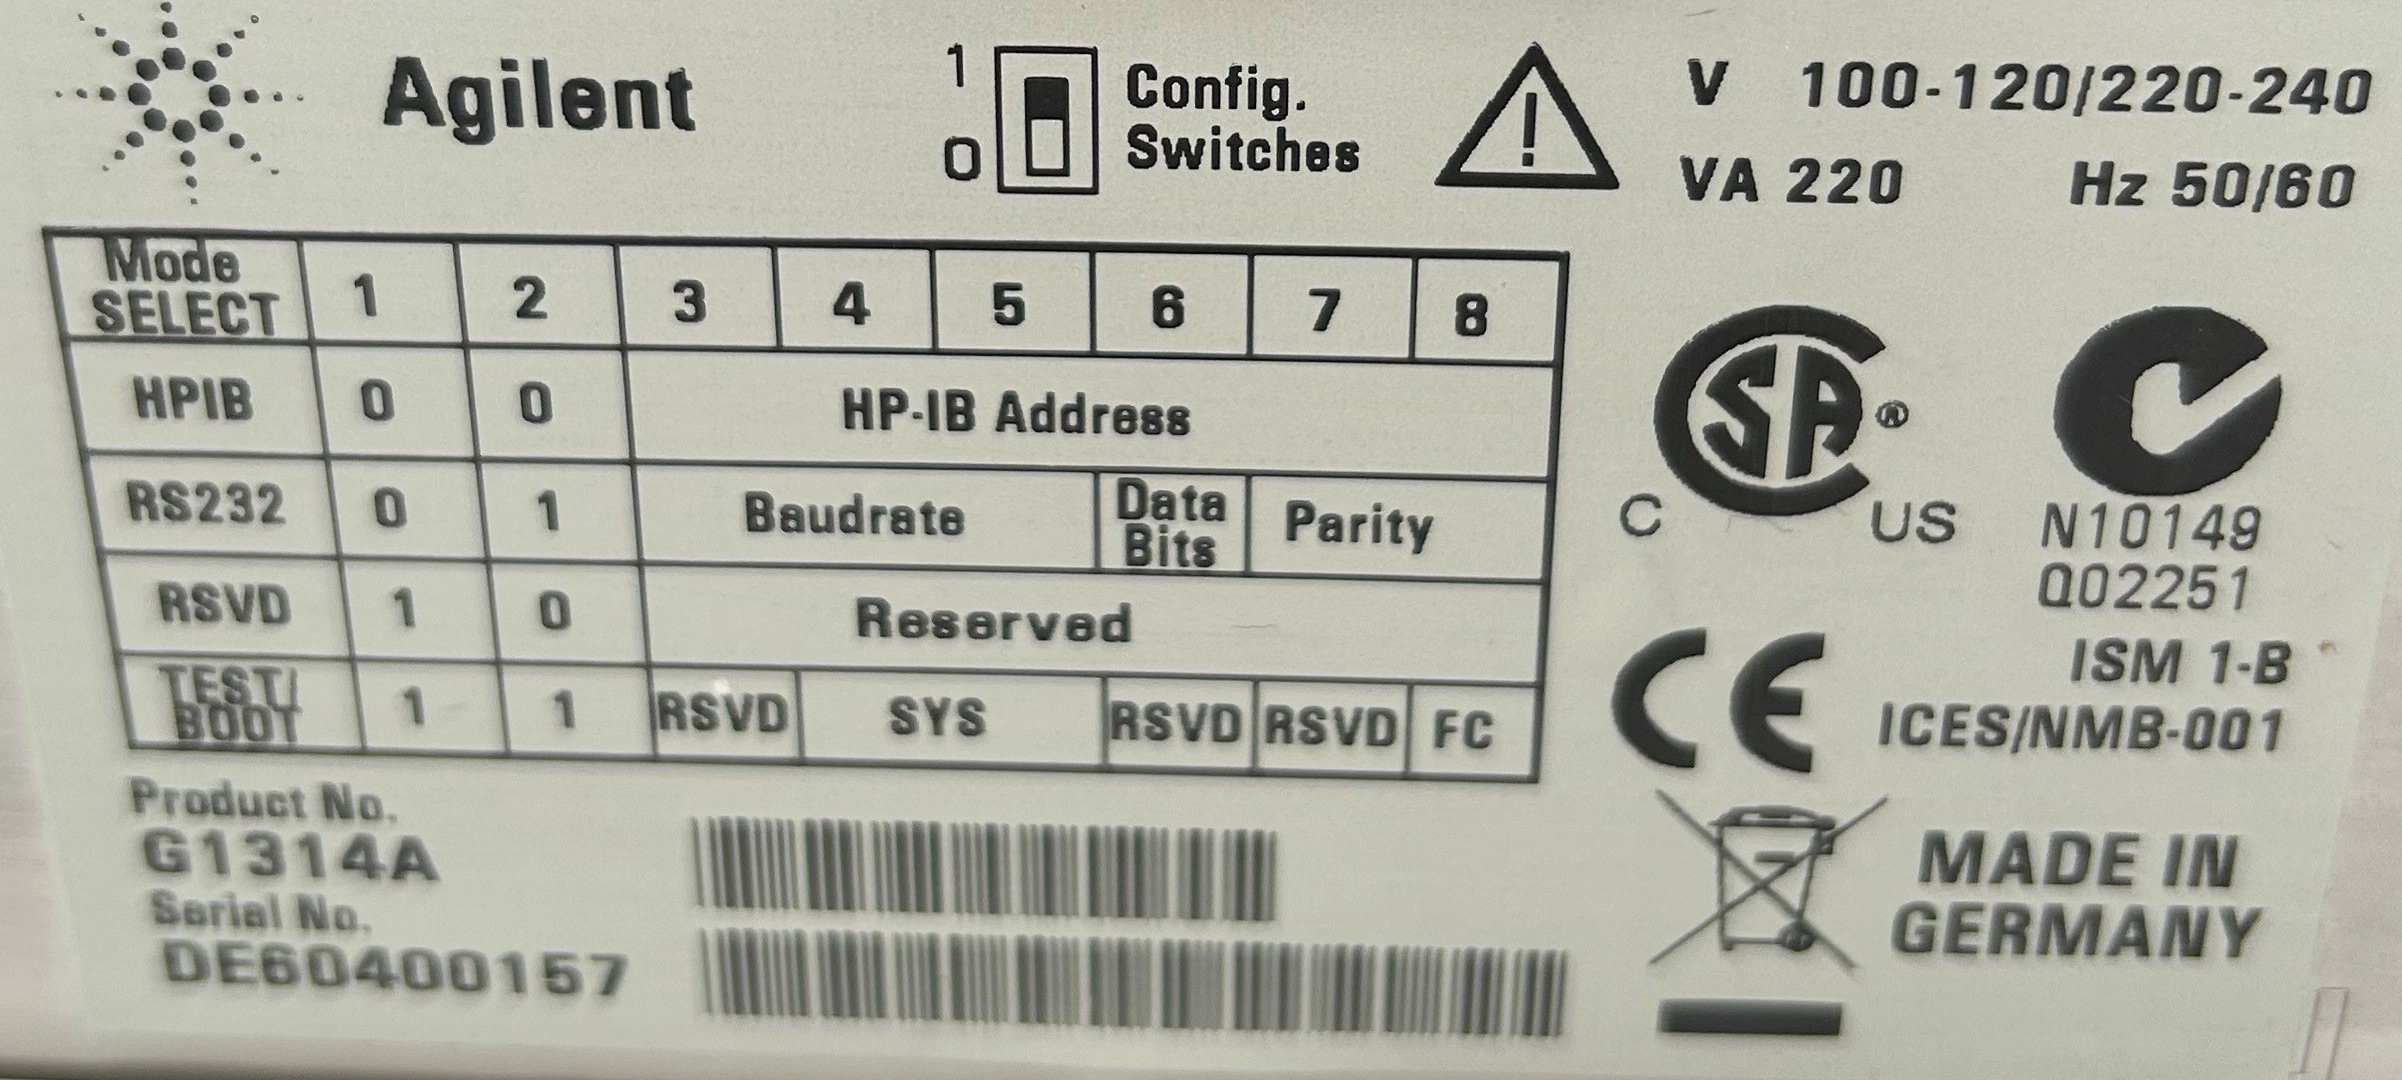 Agilent
1
0
Config.
Switches
V 100-120/220-240
VA 220 Hz 50/60
Mode SELECT 1 2 3 4 5 6 7 8
HPIB 0 0 HP-IB Address
RS232 0 1 Baudrate Data Bits Parity
RSVD 1 0 Reserved
TEST/BOOT 1 1 RSVD SYS RSVD RSVD FC
C SA ® US
N10149
Q02251
CE
ISM 1-B
ICES/NMB-001
Product No.
G1314A
Serial No.
DE60400157
MADE IN
GERMANY